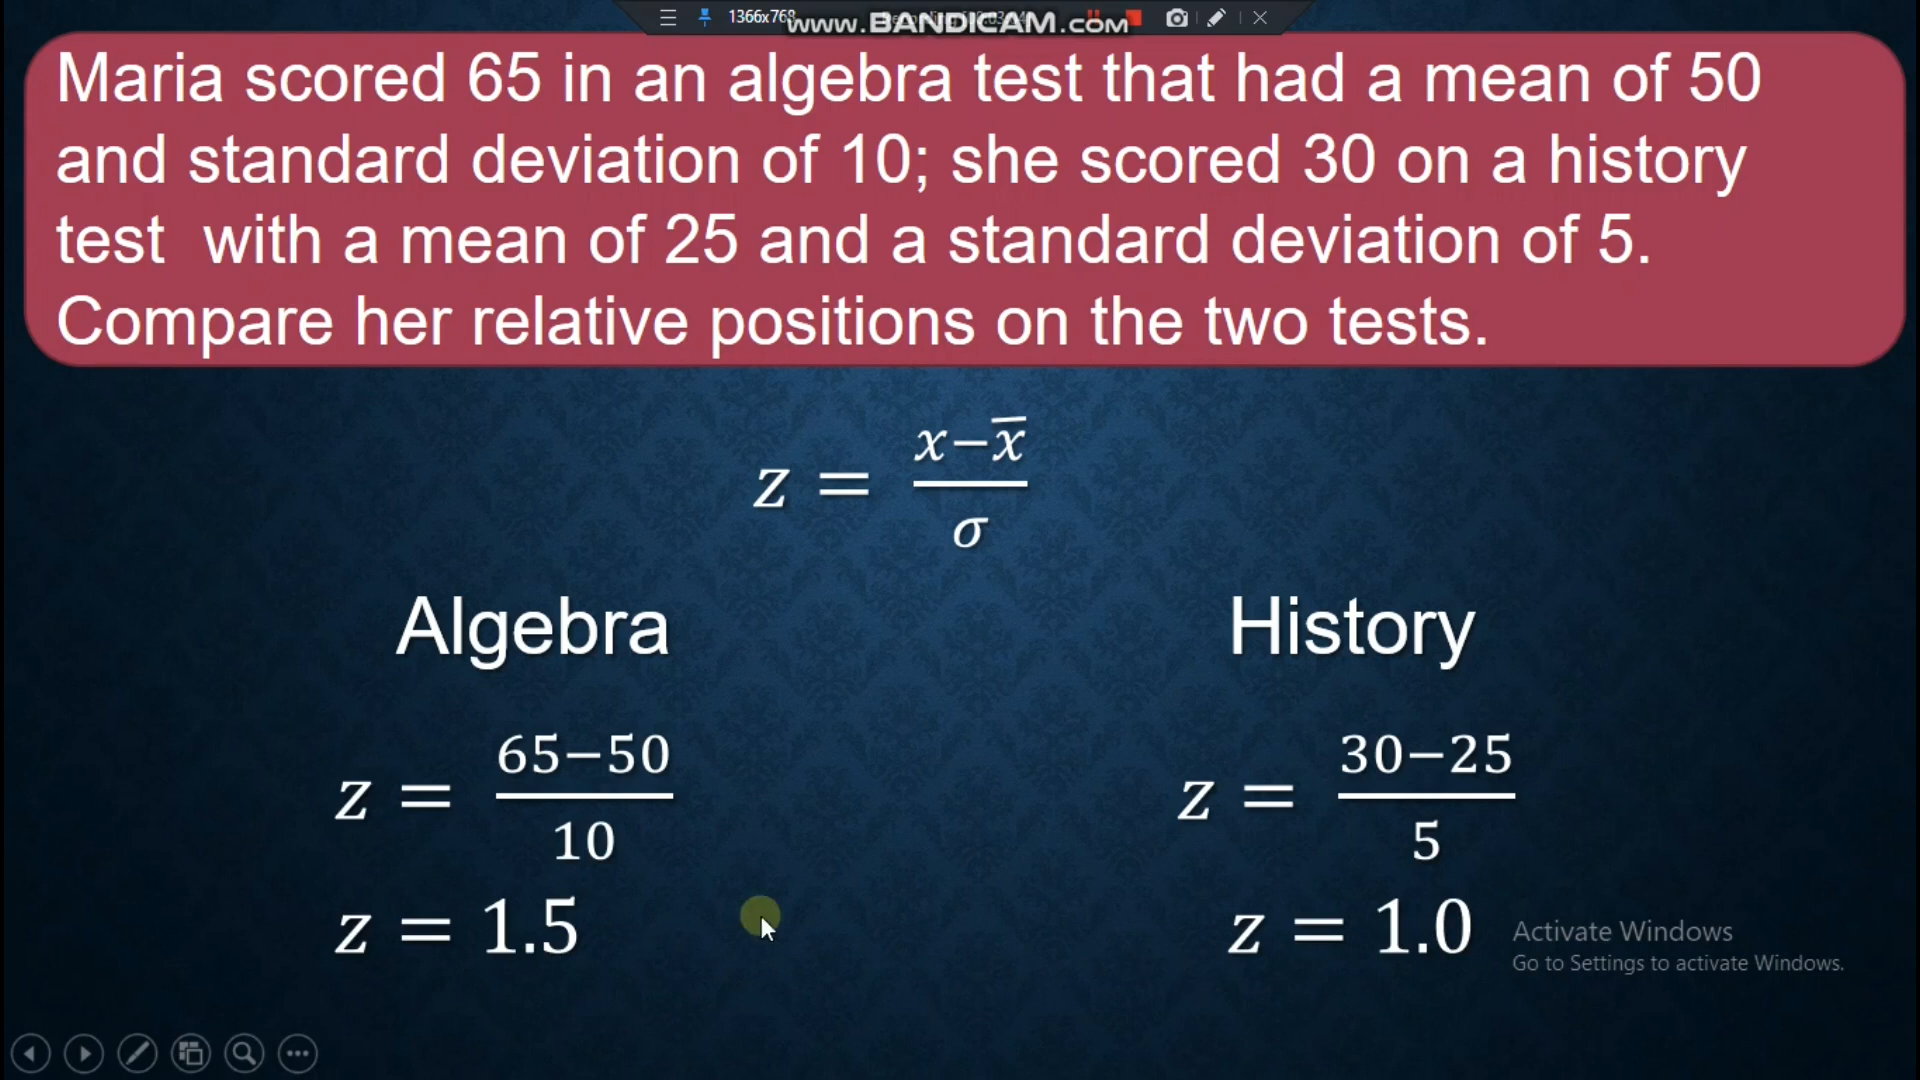 1366x768
www.BANDICAM.com
Maria scored 65 in an algebra test that had a mean of 50
and standard deviation of 10; she scored 30 on a history
test  with a mean of 25 and a standard deviation of 5.
Compare her relative positions on the two tests.
z = (x−x̅)/σ
Algebra
History
z = (65−50)/10
z = (30−25)/5
z = 1.5
z = 1.0
Activate Windows
Go to Settings to activate Windows.